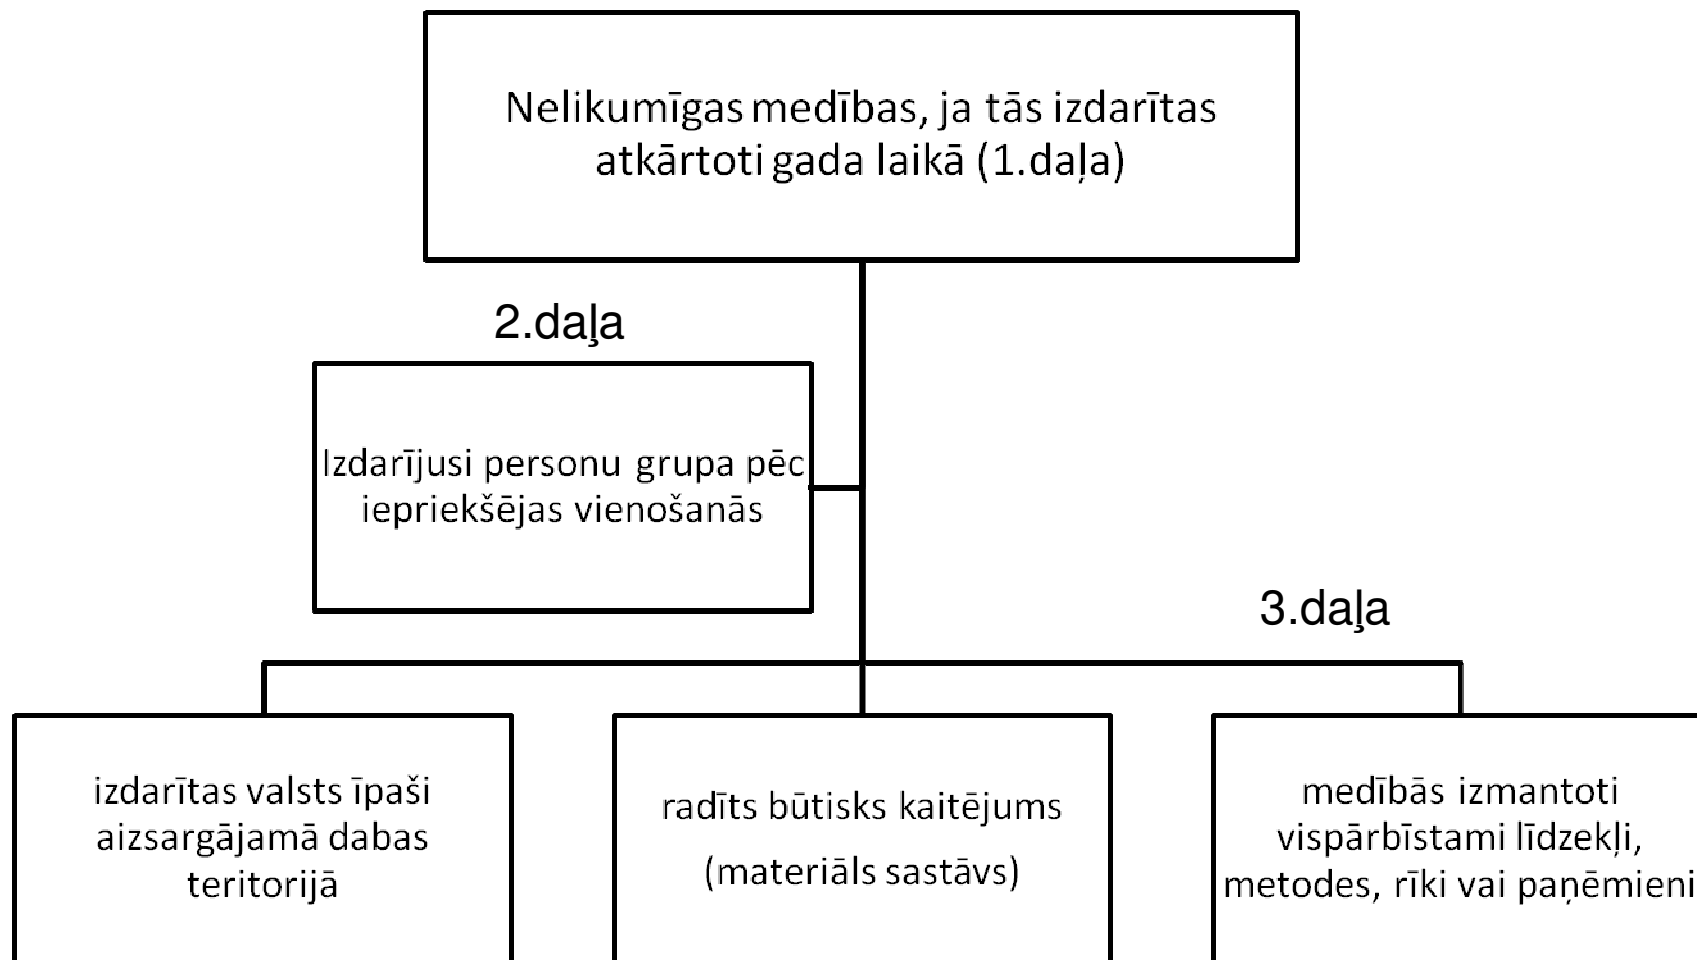 Nelikumīgas medības, ja tās izdarītas
atkārtoti gada laikā (1.daļa)
2.daļa
Izdarījusi personu grupa pēc
iepriekšējas vienošanās
3.daļa
izdarītas valsts īpaši
aizsargājamā dabas
teritorijā
radīts būtisks kaitējums
(materiāls sastāvs)
medībās izmantoti
vispārbīstami līdzekļi,
metodes, rīki vai paņēmieni